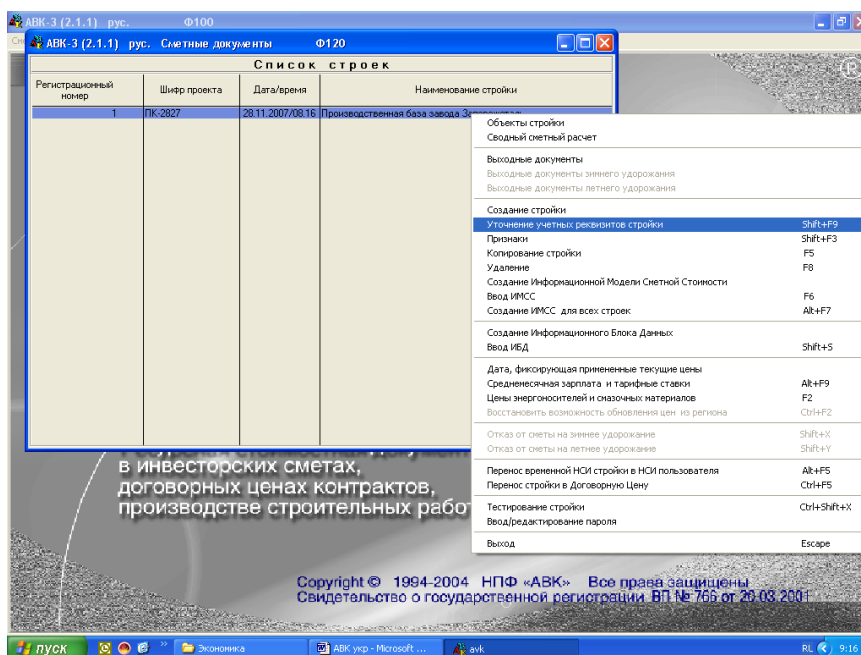 АВК-3 (2.1.1) рус. Ф100
АВК-3 (2.1.1) рус. Сметные документы Ф120
Список строек
Регистрационный номер
Шифр проекта
Дата/время
Наименование стройки
1 ПК-2827 28.11.2007/08.16 Производственная база завода
Объекты стройки
Сводный сметный расчет
Выходные документы
Выходные документы зимнего удорожания
Выходные документы летнего удорожания
Создание стройки
Уточнение учетных реквизитов стройки Shift+F9
Признаки Shift+F3
Копирование стройки F5
Удаление F8
Создание Информационной Модели Сметной Стоимости
Ввод ИМСС F6
Создание ИМСС для всех строек Alt+F7
Создание Информационного Блока Данных
Ввод ИБД Shift+S
Дата, фиксирующая примененные текущие цены
Среднемесячная зарплата и тарифные ставки Alt+F9
Цены энергоносителей и смазочных материалов F2
Восстановить возможность обновления цен из региона Ctrl+F2
Отказ от сметы на зимнее удорожание Shift+X
Отказ от сметы на летнее удорожание Shift+Y
Перенос временной НСИ стройки в НСИ пользователя Alt+F5
Перенос стройки в Договорную Цену Ctrl+F5
Тестирование стройки Ctrl+Shift+X
Ввод/редактирование пароля
Выход Escape
в инвесторских сметах,
договорных ценах контрактов,
производстве строительных
Copyright © 1994-2004 НПФ «АВК» Все права защищены
Свидетельство о государственной регистрации ВП № 766 от 20.03.2001
пуск
Экономика
АВК укр - Microsoft ...
avk
RL
9:16